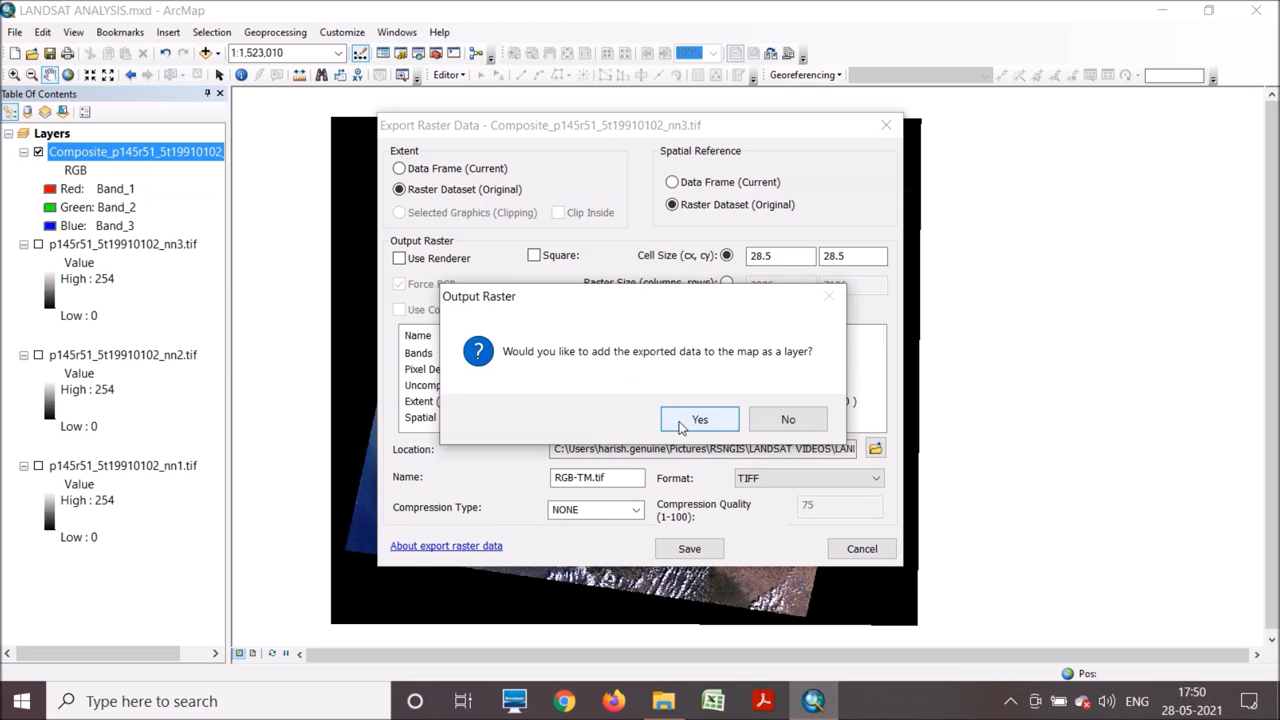 LANDSAT ANALYSIS.mxd - ArcMap
File Edit View Bookmarks Insert Selection Geoprocessing Customize Windows Help
1:1,523,010
100%
Editor Georeferencing
Table Of Contents
Layers
Composite_p145r51_5t19910102_
RGB
Red: Band_1
Green: Band_2
Blue: Band_3
p145r51_5t19910102_nn3.tif
Value
High : 254
Low : 0
p145r51_5t19910102_nn2.tif
Value
High : 254
Low : 0
p145r51_5t19910102_nn1.tif
Value
High : 254
Low : 0
Export Raster Data - Composite_p145r51_5t19910102_nn3.tif
Extent
Data Frame (Current)
Raster Dataset (Original)
Selected Graphics (Clipping) Clip Inside
Spatial Reference
Data Frame (Current)
Raster Dataset (Original)
Output Raster
Use Renderer Square: Cell Size (cx, cy): 28.5 28.5
Raster Size (columns, rows):
Name
Bands
Extent (
Spatial
Output Raster
Would you like to add the exported data to the map as a layer?
Yes No
Location: C:\Users\harish.genuine\Pictures\RSNGIS\LANDSAT VIDEOS\LANI
Name: RGB-TM.tif Format: TIFF
Compression Type: NONE Compression Quality 75
(1-100):
About export raster data Save Cancel
Pos:
Type here to search
ENG
17:50
28-05-2021